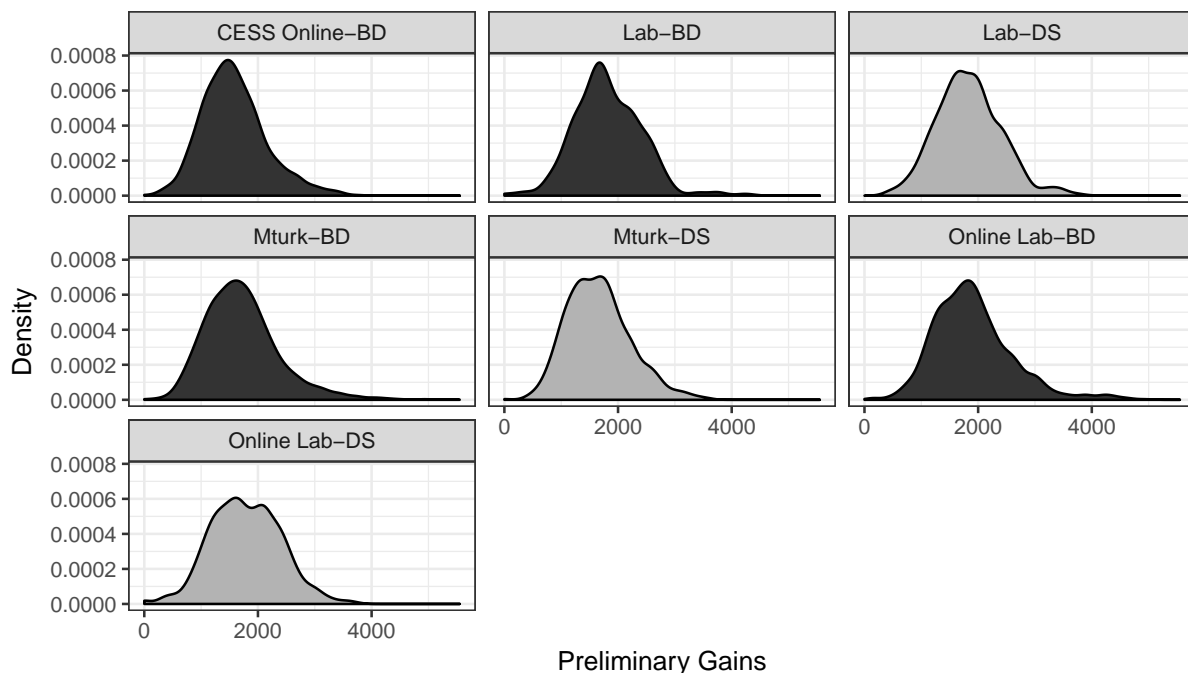 CESS Online−BD
Lab−BD
Lab−DS
0.0008
0.0006
0.0004
0.0002
0.0000
Mturk−BD
Mturk−DS
Online Lab−BD
0.0008
0.0006
0.0004
0.0002
0.0000
0 2000 4000
0 2000 4000
Online Lab−DS
0.0008
0.0006
0.0004
0.0002
0.0000
0 2000 4000
Density
Preliminary Gains